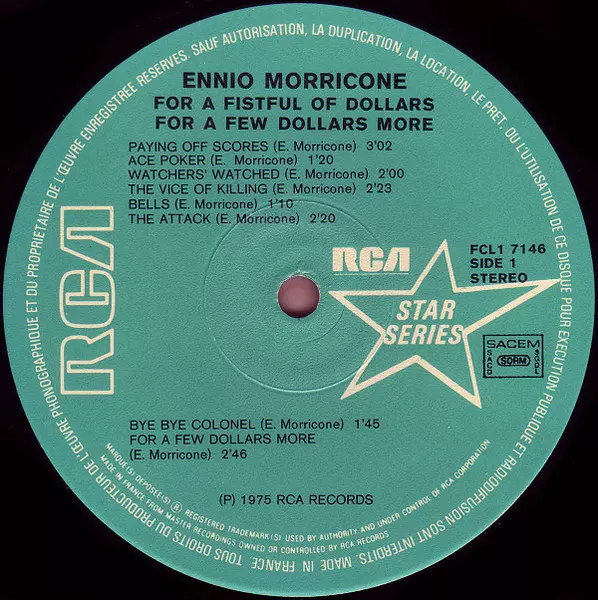 ENNIO MORRICONE
FOR A FISTFUL OF DOLLARS
FOR A FEW DOLLARS MORE
PAYING OFF SCORES (E. Morricone) 3'02
ACE POKER (E. Morricone) 1'20
WATCHERS' WATCHED (E. Morricone) 2'00
THE VICE OF KILLING (E. Morricone) 2'23
BELLS (E. Morricone) 1'10
THE ATTACK (E. Morricone) 2'20
RCA
RCA
STAR
SERIES
FCL1 7146
SIDE 1
STEREO
SACEM
SACD
SDRM
SGDL
BYE BYE COLONEL (E. Morricone) 1'45
FOR A FEW DOLLARS MORE
(E. Morricone) 2'46
(P) 1975 RCA RECORDS
MARQUE(S) DEPOSEE(S) ® REGISTERED TRADEMARK(S) USED BY AUTHORITY AND UNDER CONTROL OF RCA CORPORATION
MADE IN FRANCE FROM MASTER RECORDINGS OWNED OR CONTROLLED BY RCA RECORDS
TOUS DROITS DU PRODUCTEUR DE L'ŒUVRE PHONOGRAPHIQUE ET DU PROPRIETAIRE DE L'ŒUVRE ENREGISTREE RESERVES. SAUF AUTORISATION, LA DUPLICATION, LA LOCATION, LE PRET, OU L'UTILISATION DE CE DISQUE POUR EXECUTION PUBLIQUE ET RADIODIFFUSION SONT INTERDITS. MADE IN FRANCE.